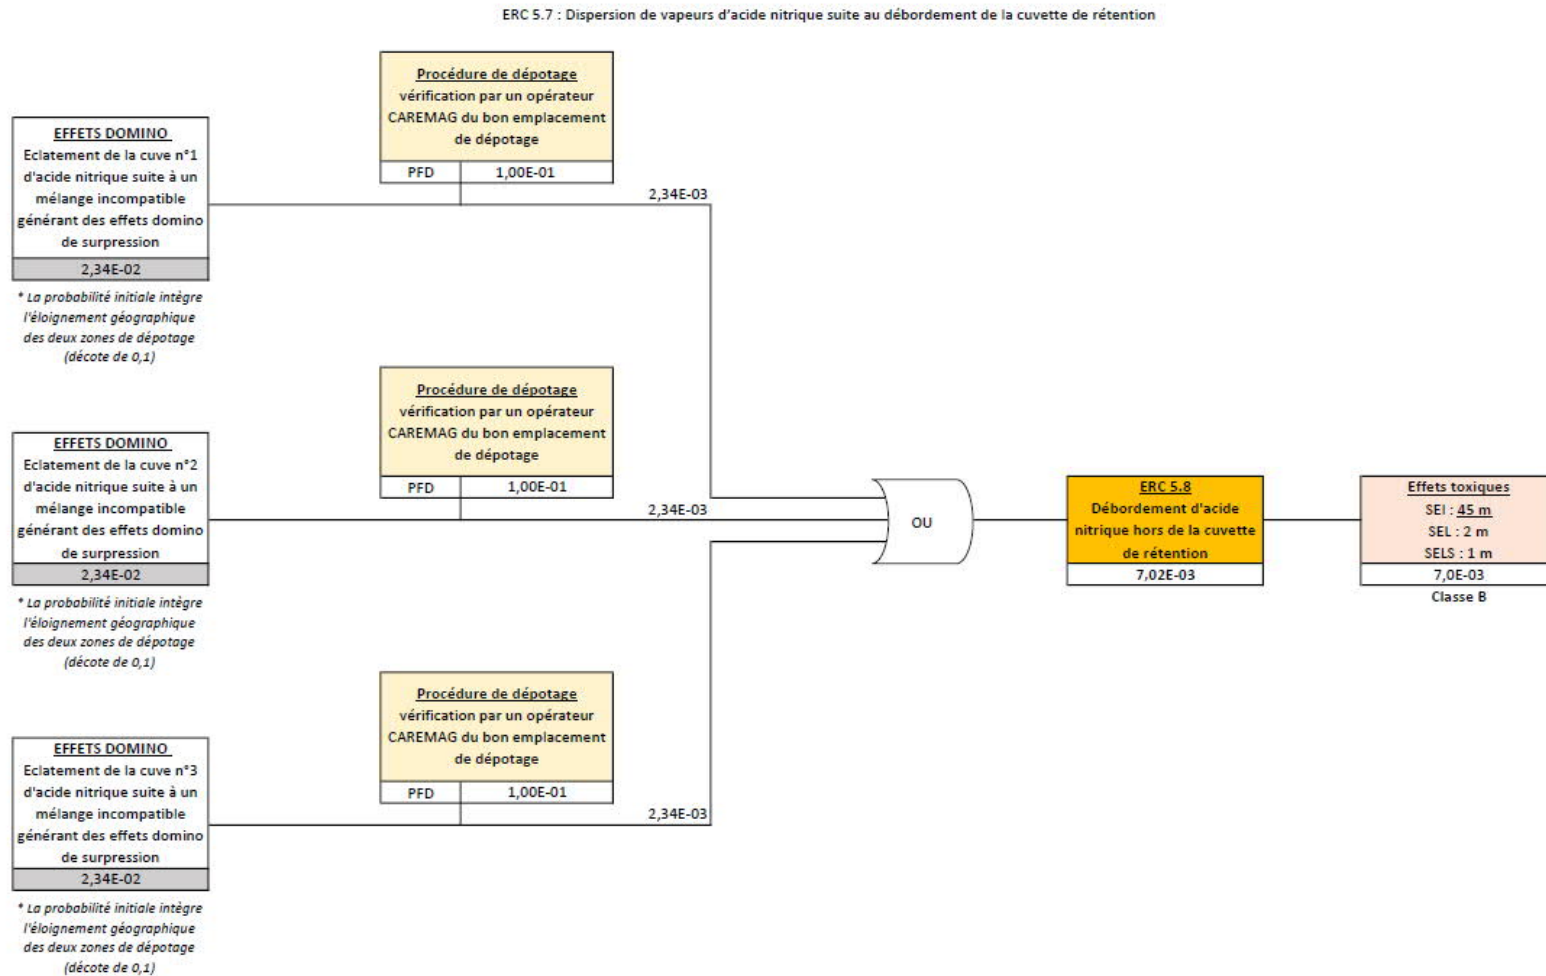 ERC 5.7 : Dispersion de vapeurs d'acide nitrique suite au débordement de la cuvette de rétention
Procédure de dépotage
vérification par un opérateur
CAREMAG du bon emplacement
de dépotage
PFD 1,00E-01
EFFETS DOMINO
Eclatement de la cuve n°1
d'acide nitrique suite à un
mélange incompatible
générant des effets domino
de surpression
2,34E-02
2,34E-03
* La probabilité initiale intègre
l'éloignement géographique
des deux zones de dépotage
(décote de 0,1)
Procédure de dépotage
vérification par un opérateur
CAREMAG du bon emplacement
de dépotage
PFD 1,00E-01
EFFETS DOMINO
Eclatement de la cuve n°2
d'acide nitrique suite à un
mélange incompatible
générant des effets domino
de surpression
2,34E-02
2,34E-03
* La probabilité initiale intègre
l'éloignement géographique
des deux zones de dépotage
(décote de 0,1)
OU
ERC 5.8
Débordement d'acide
nitrique hors de la cuvette
de rétention
7,02E-03
Effets toxiques
SEI : 45 m
SEL : 2 m
SELS : 1 m
7,0E-03
Classe B
Procédure de dépotage
vérification par un opérateur
CAREMAG du bon emplacement
de dépotage
PFD 1,00E-01
EFFETS DOMINO
Eclatement de la cuve n°3
d'acide nitrique suite à un
mélange incompatible
générant des effets domino
de surpression
2,34E-02
2,34E-03
* La probabilité initiale intègre
l'éloignement géographique
des deux zones de dépotage
(décote de 0,1)